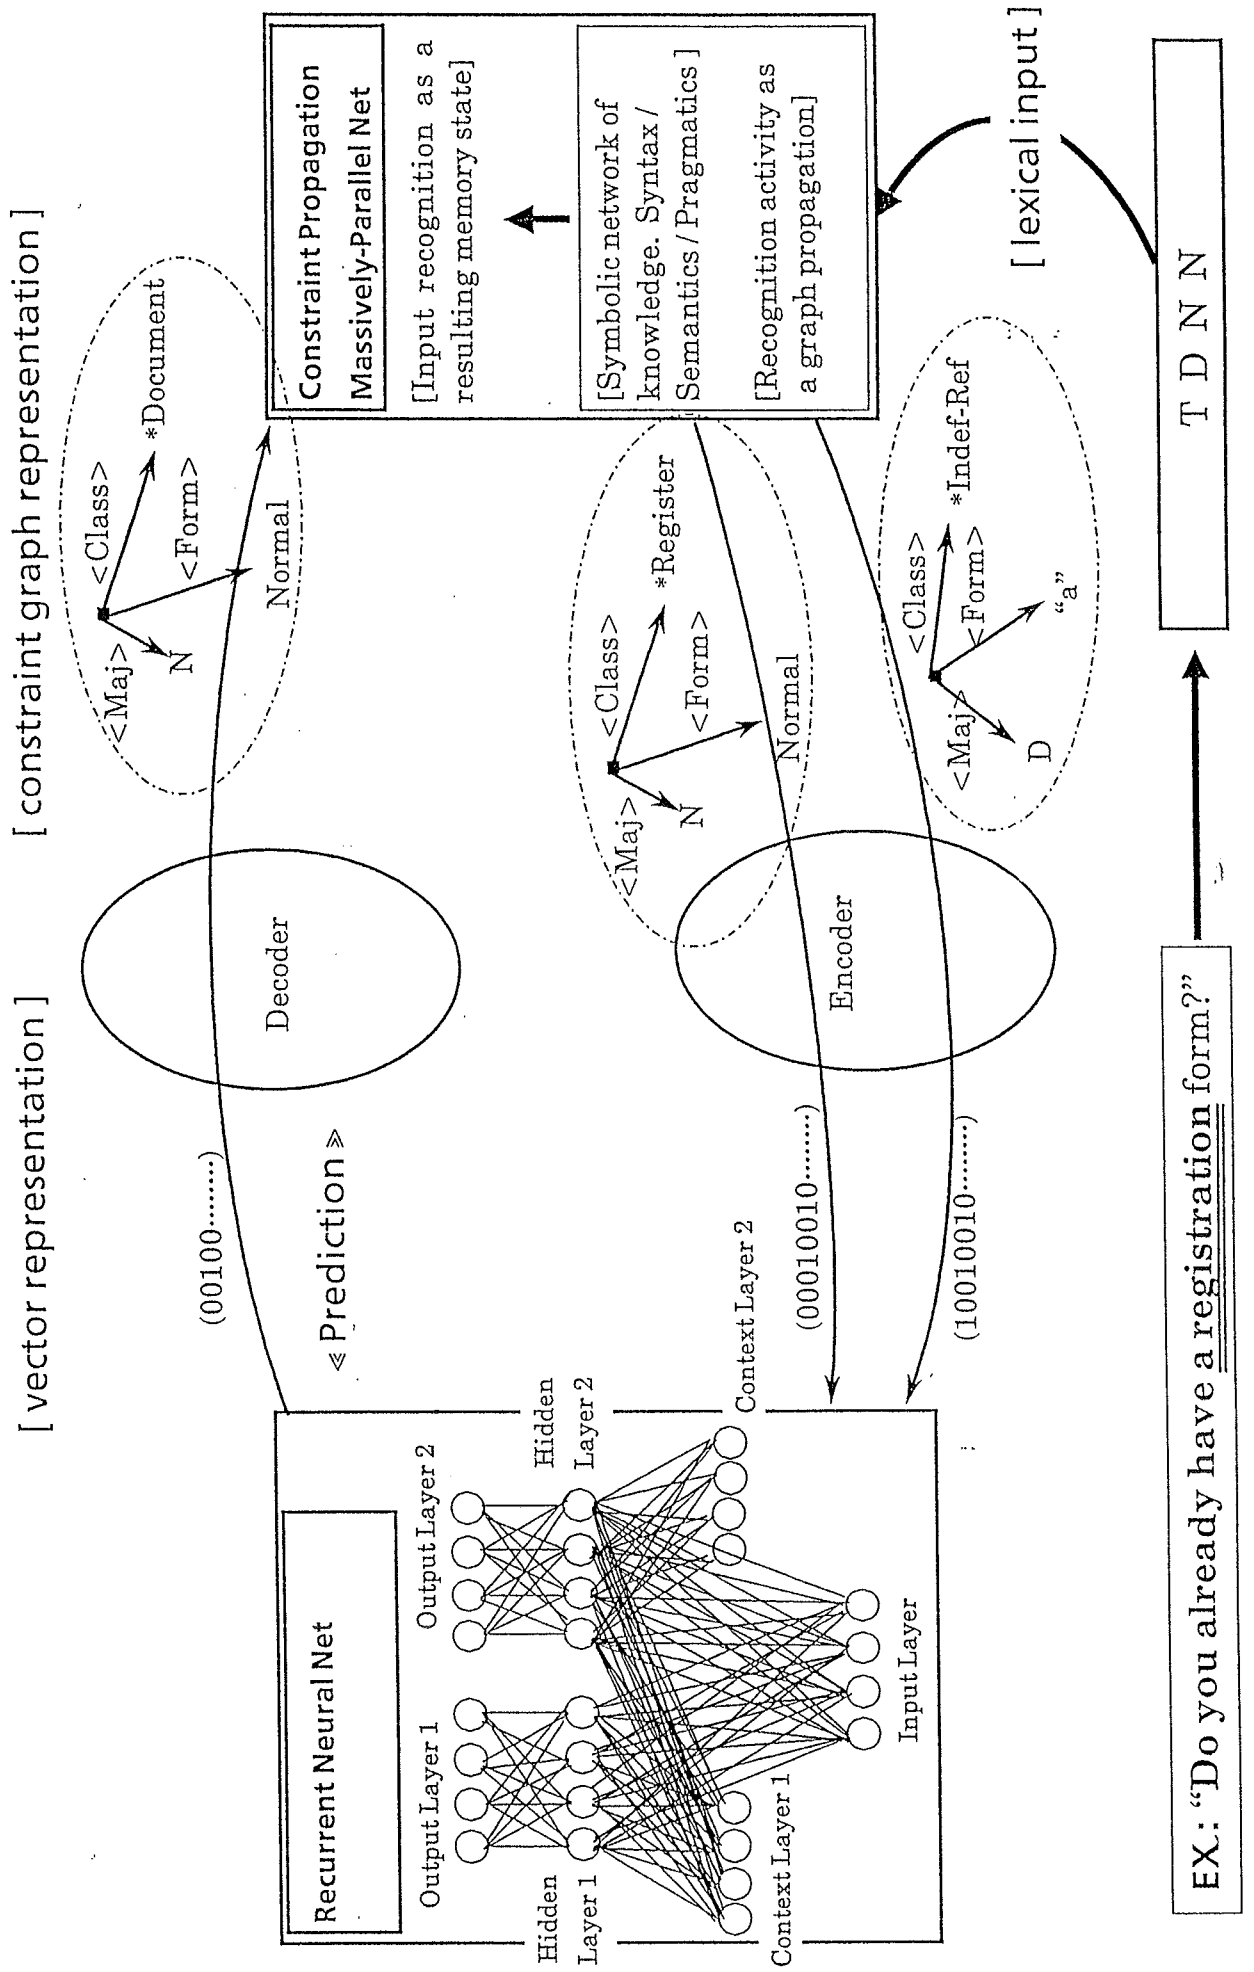 [ vector representation ]
[ constraint graph representation ]
Recurrent Neural Net
Output Layer 1
Output Layer 2
Hidden
Layer 1
Hidden
Layer 2
Context Layer 1
Context Layer 2
Input Layer
(00100........)
≪ Prediction ≫
(00010010........)
(10010010........)
Decoder
Encoder
<Maj>
<Class>
*Document
<Form>
N
Normal
<Maj>
<Class>
*Register
<Form>
N
Normal
<Maj>
<Class>
*Indef-Ref
<Form>
D
“a”
Constraint Propagation
Massively-Parallel Net
[Input recognition as a
resulting memory state]
[Symbolic network of
knowledge. Syntax /
Semantics / Pragmatics ]
[Recognition activity as
a graph propagation]
[ lexical input ]
EX.: “Do you already have a registration form?”
T D N N